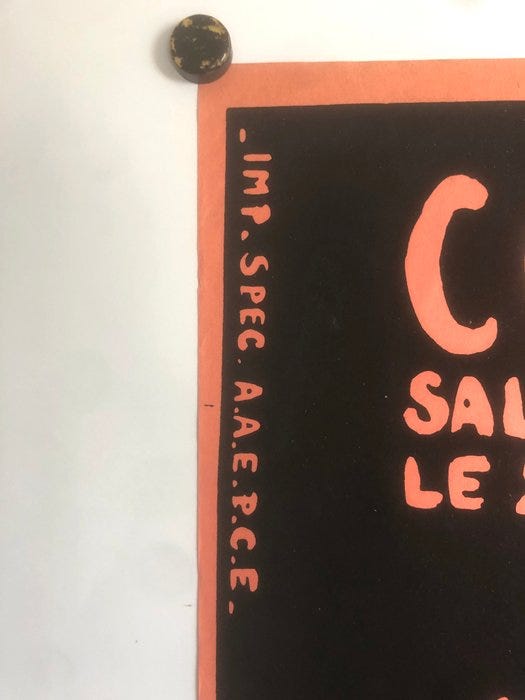 - IMP. SPEC. A.A.E.P.C.E.-
C
SAL
LE